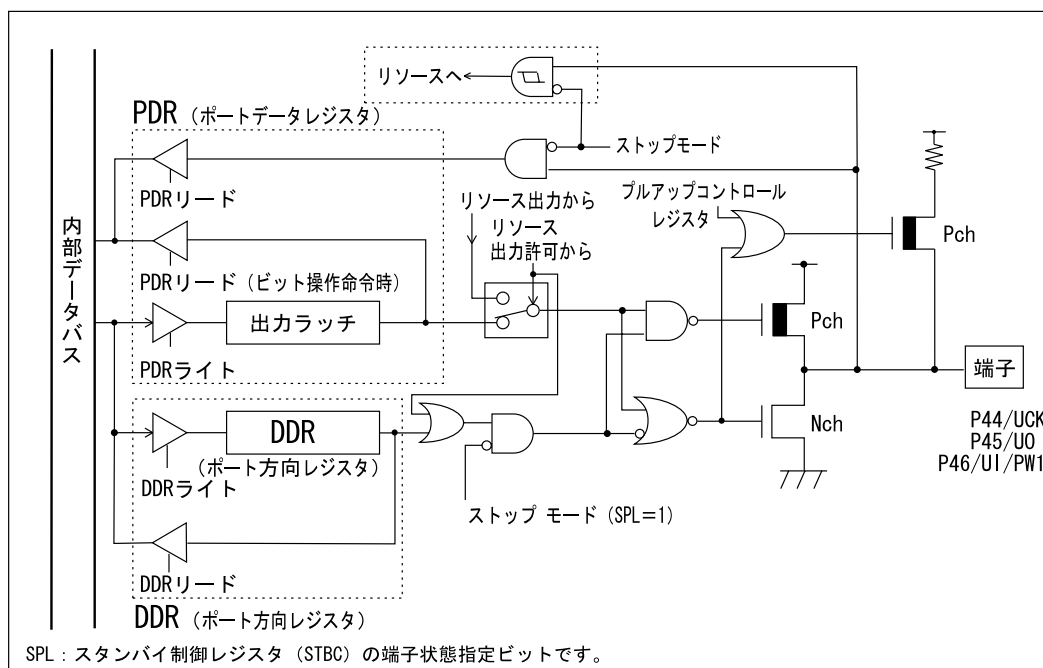 リソースへ
PDR（ポートデータレジスタ）
ストップモード
PDRリード
リソース出力から
リソース
出力許可から
プルアップコントロール
レジスタ
Pch
内部データバス
PDRリード（ビット操作命令時）
出力ラッチ
PDRライト
Pch
端子
DDR
（ポート方向レジスタ）
DDRライト
Nch
P44/UCK
P45/UO
P46/UI/PW1
ストップ モード（SPL＝1）
DDRリード
DDR（ポート方向レジスタ）
SPL：スタンバイ制御レジスタ（STBC）の端子状態指定ビットです。